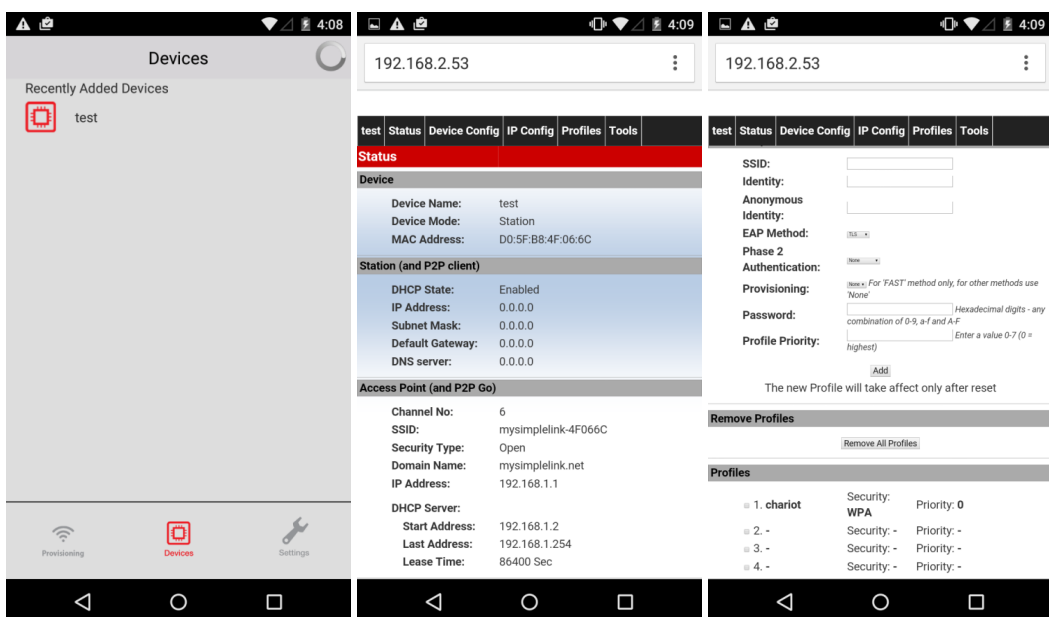 4:08
Devices
Recently Added Devices
test
Provisioning
Devices
Settings
4:09
192.168.2.53
test Status Device Config IP Config Profiles Tools
Status
Device
Device Name: test
Device Mode: Station
MAC Address: D0:5F:B8:4F:06:6C
Station (and P2P client)
DHCP State: Enabled
IP Address: 0.0.0.0
Subnet Mask: 0.0.0.0
Default Gateway: 0.0.0.0
DNS server: 0.0.0.0
Access Point (and P2P Go)
Channel No: 6
SSID: mysimplelink-4F066C
Security Type: Open
Domain Name: mysimplelink.net
IP Address: 192.168.1.1
DHCP Server:
Start Address: 192.168.1.2
Last Address: 192.168.1.254
Lease Time: 86400 Sec
4:09
192.168.2.53
test Status Device Config IP Config Profiles Tools
SSID:
Identity:
Anonymous
Identity:
EAP Method: TLS
Phase 2
Authentication: None
Provisioning: None For 'FAST' method only, for other methods use
'None'
Password: Hexadecimal digits - any
combination of 0-9, a-f and A-F
Profile Priority: Enter a value 0-7 (0 =
highest)
Add
The new Profile will take affect only after reset
Remove Profiles
Remove All Profiles
Profiles
1. chariot Security: WPA Priority: 0
2. - Security: - Priority: -
3. - Security: - Priority: -
4. - Security: - Priority: -